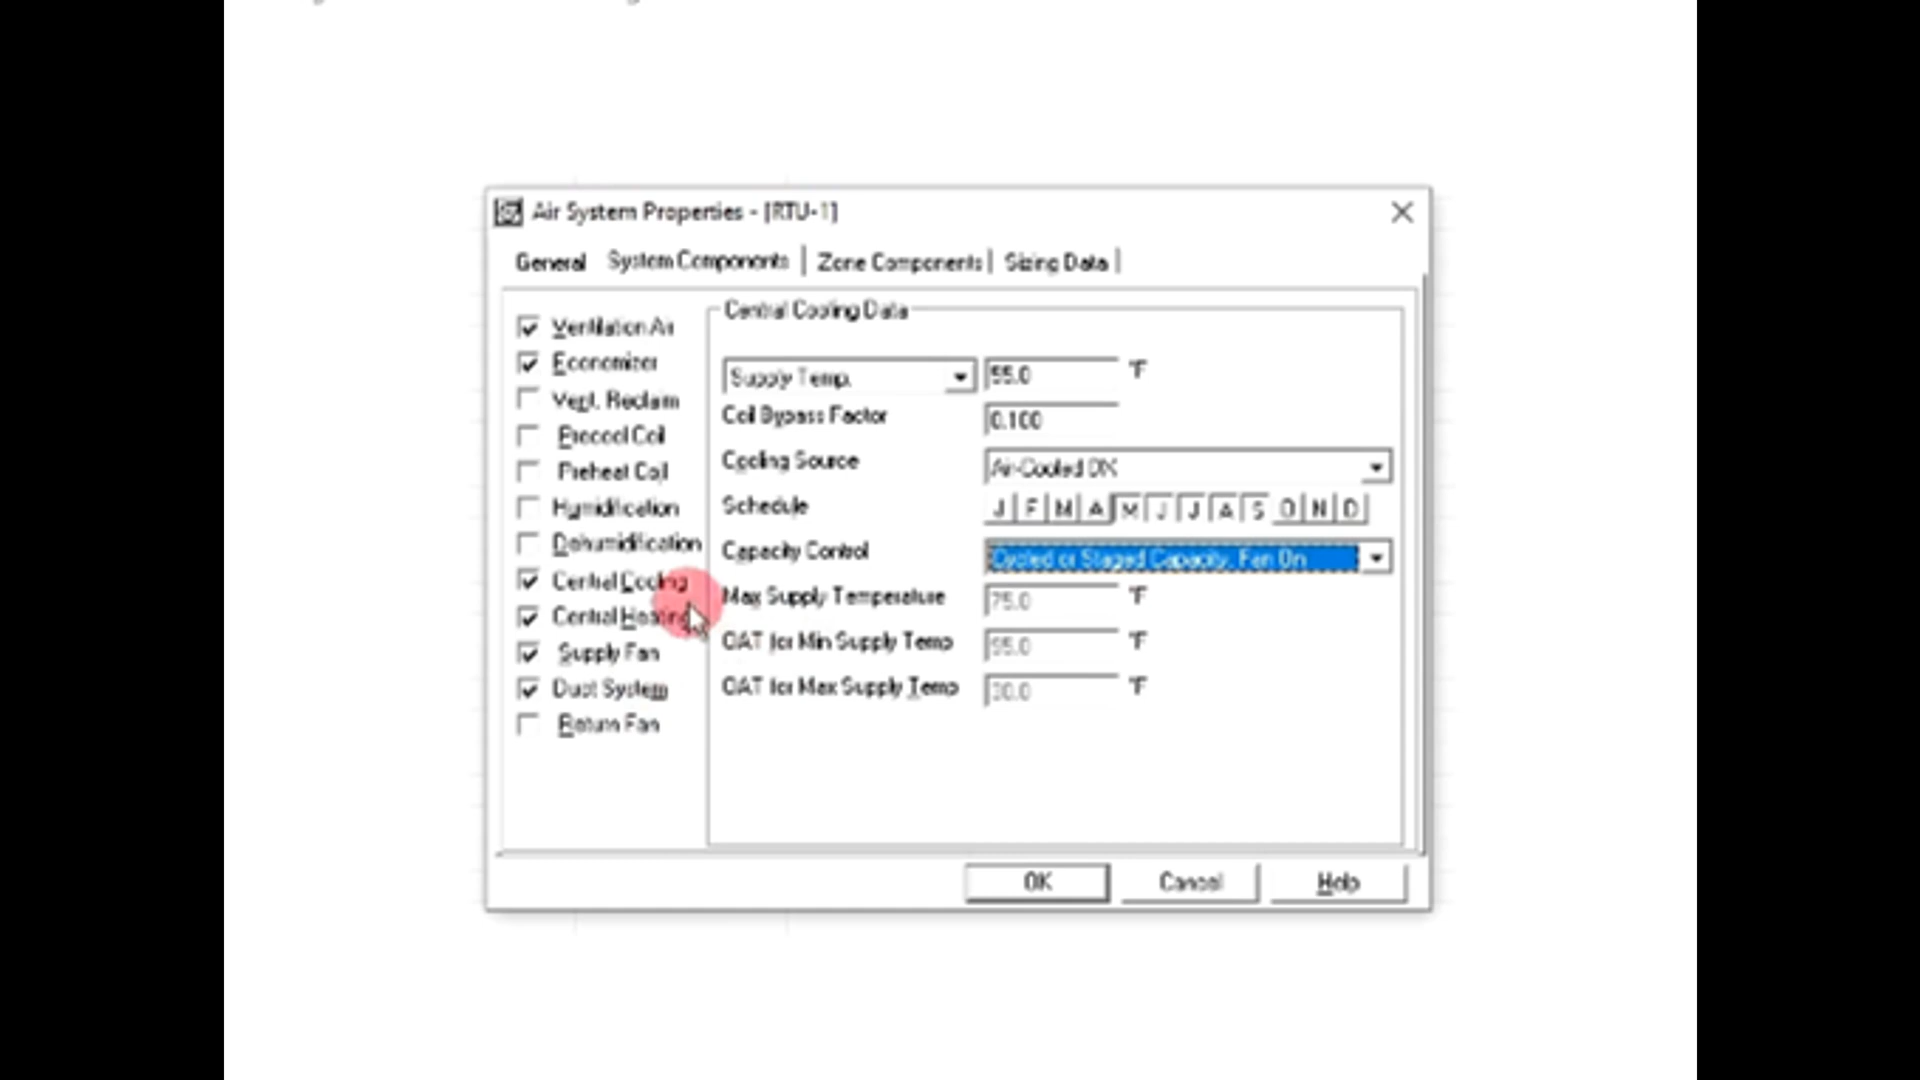 Air System Properties - [RTU-1]
General System Components Zone Components Sizing Data
Ventilation Air
Economizer
Vent. Reclaim
Precool Coil
Preheat Coil
Humidification
Dehumidification
Central Cooling
Central Heating
Supply Fan
Duct System
Return Fan
Central Cooling Data
Supply Temp. 55.0 °F
Coil Bypass Factor 0.100
Cooling Source Air-Cooled DX
Schedule J F M A M J J A S O N D
Capacity Control Cycled or Staged Capacity, Fan On
Max Supply Temperature 75.0 °F
OAT for Min Supply Temp 95.0 °F
OAT for Max Supply Temp 30.0 °F
OK Cancel Help